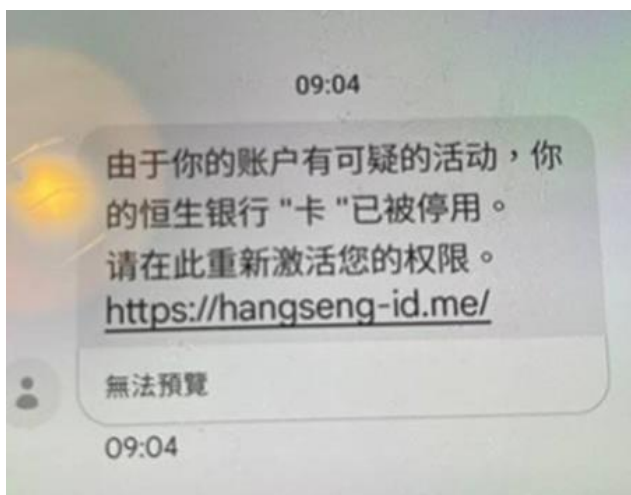 09:04
由于你的账户有可疑的活动，你
的恒生银行 "卡 "已被停用。
请在此重新激活您的权限。
https://hangseng-id.me/
無法預覽
09:04